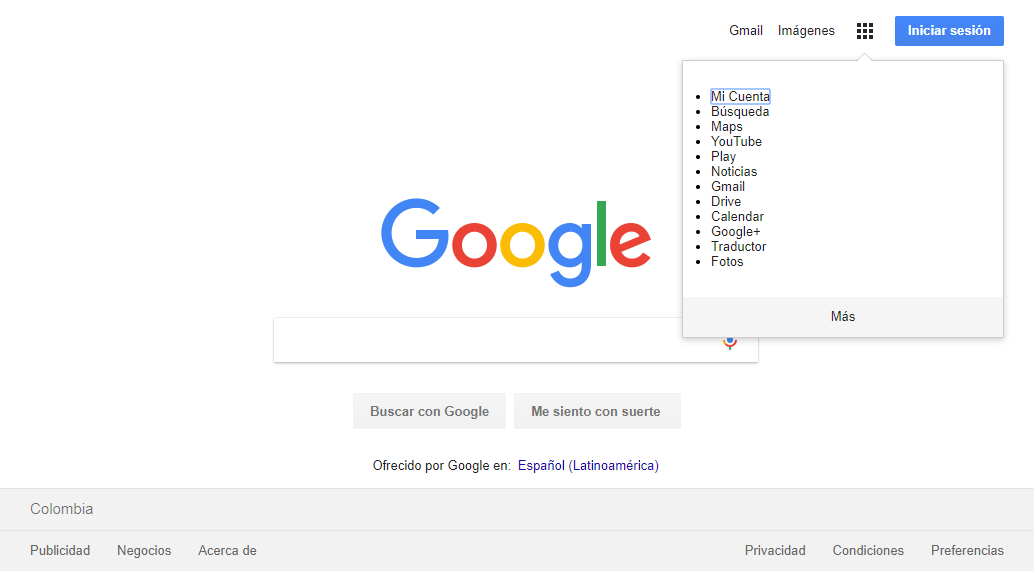 Gmail Imágenes Iniciar sesión
Mi Cuenta
Búsqueda
Maps
YouTube
Play
Noticias
Gmail
Drive
Calendar
Google+
Traductor
Fotos
Más
Google
Buscar con Google Me siento con suerte
Ofrecido por Google en: Español (Latinoamérica)
Colombia
Publicidad Negocios Acerca de Privacidad Condiciones Preferencias